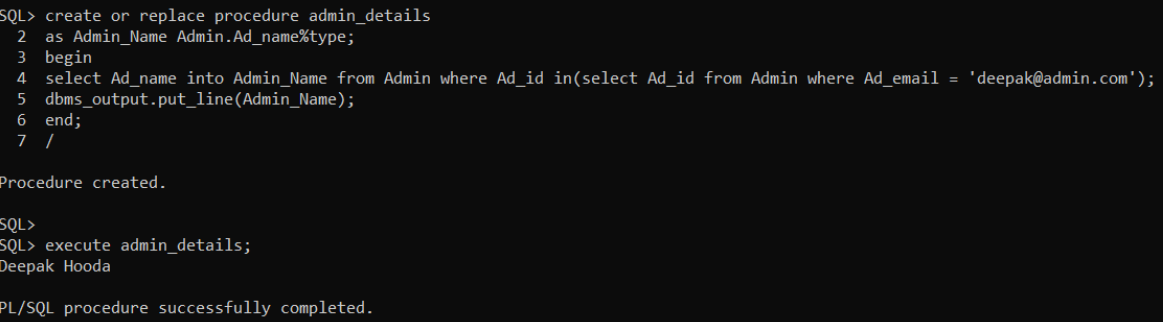 SQL> create or replace procedure admin_details
2 as Admin_Name Admin.Ad_name%type;
3 begin
4 select Ad_name into Admin_Name from Admin where Ad_id in(select Ad_id from Admin where Ad_email = 'deepak@admin.com');
5 dbms_output.put_line(Admin_Name);
6 end;
7 /
Procedure created.
SQL>
SQL> execute admin_details;
Deepak Hooda
PL/SQL procedure successfully completed.